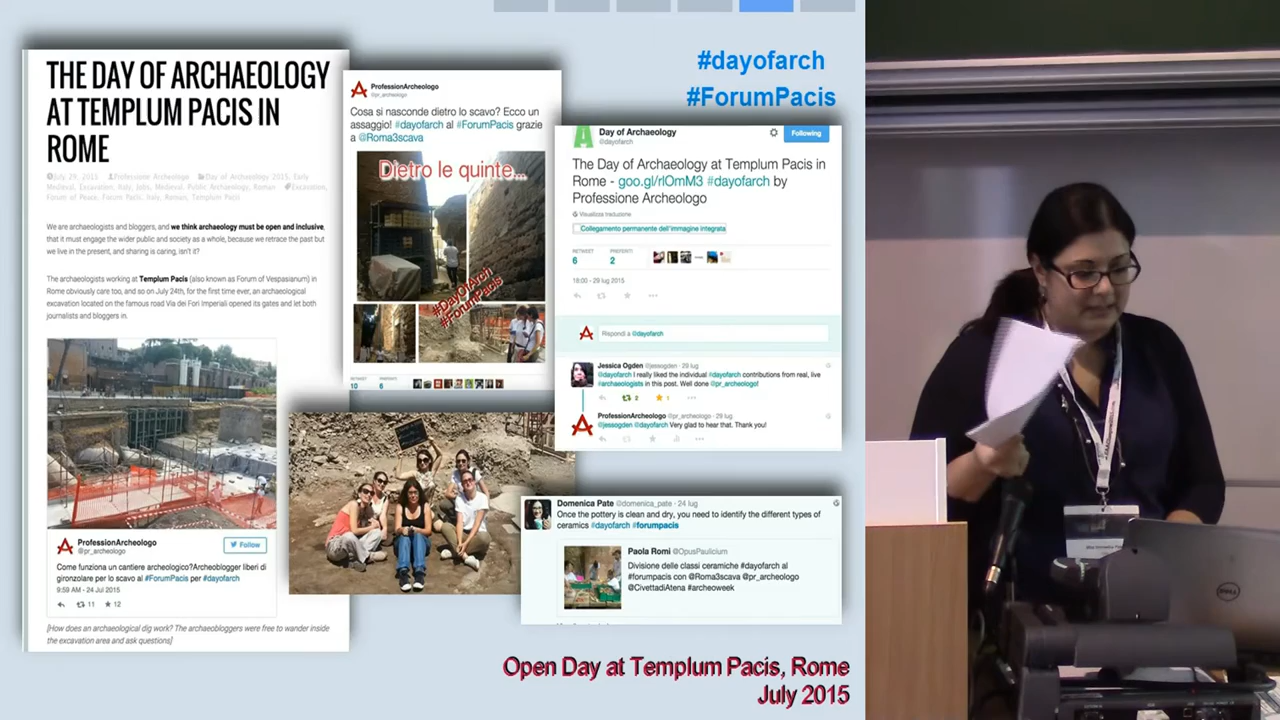 THE DAY OF ARCHAEOLOGY
AT TEMPLUM PACIS IN
ROME
July 29, 2015 Professione Archeologo Day of Archaeology 2015, Early
Medieval, Excavation, Italy, Jobs, Medieval, Public Archaeology, Roman Excavation,
Forum of Peace, Forum Pacis, Italy, Roman, Templum Pacis
We are archaeologists and bloggers, and we think archaeology must be open and inclusive,
that it must engage the wider public and society as a whole, because we retrace the past but
we live in the present, and sharing is caring, isn't it?
The archaeologists working at Templum Pacis (also known as Forum of Vespasianum) in
Rome obviously care too, and so on July 24th, for the first time ever, an archaeological
excavation located on the famous road Via dei Fori Imperiali opened its gates and let both
journalists and bloggers in.
ProfessionArcheologo
@pr_archeologo
Follow
Come funziona un cantiere archeologico?Archeoblogger liberi di
gironzolare per lo scavo al #ForumPacis per #dayofarch
9:59 AM - 24 Jul 2015
11 12
[How does an archaeological dig work? The archaeobloggers were free to wander inside
the excavation area and ask questions]
ProfessionArcheologo
@pr_archeologo
Cosa si nasconde dietro lo scavo? Ecco un
assaggio! #dayofarch al #ForumPacis grazie
a @Roma3scava
Dietro le quinte...
#DayOfArch
#ForumPacis
RETWEET PREFERITI
10 6
#dayofarch
#ForumPacis
Day of Archaeology
@dayofarch
Following
The Day of Archaeology at Templum Pacis in
Rome - goo.gl/rlOmM3 #dayofarch by
Professione Archeologo
Visualizza traduzione
Collegamento permanente dell'immagine integrata
RETWEET PREFERITI
6 2
18:00 - 29 lug 2015
Rispondi a @dayofarch
Jessica Ogden @jessogden · 29 lug
@dayofarch I really liked the individual #dayofarch contributions from real, live
#archaeologists in this post. Well done @pr_archeologo!
2 1
ProfessionArcheologo @pr_archeologo · 29 lug
@jessogden @dayofarch Very glad to hear that. Thank you!
Domenica Pate @domenica_pate · 24 lug
Once the pottery is clean and dry, you need to identify the different types of
ceramics #dayofarch #forumpacis
Paola Romi @OpusPaulicium
Divisione delle classi ceramiche #dayofarch al
#forumpacis con @Roma3scava @pr_archeologo
@CivettadiAtena #archeoweek
Open Day at Templum Pacis, Rome
July 2015
DELL